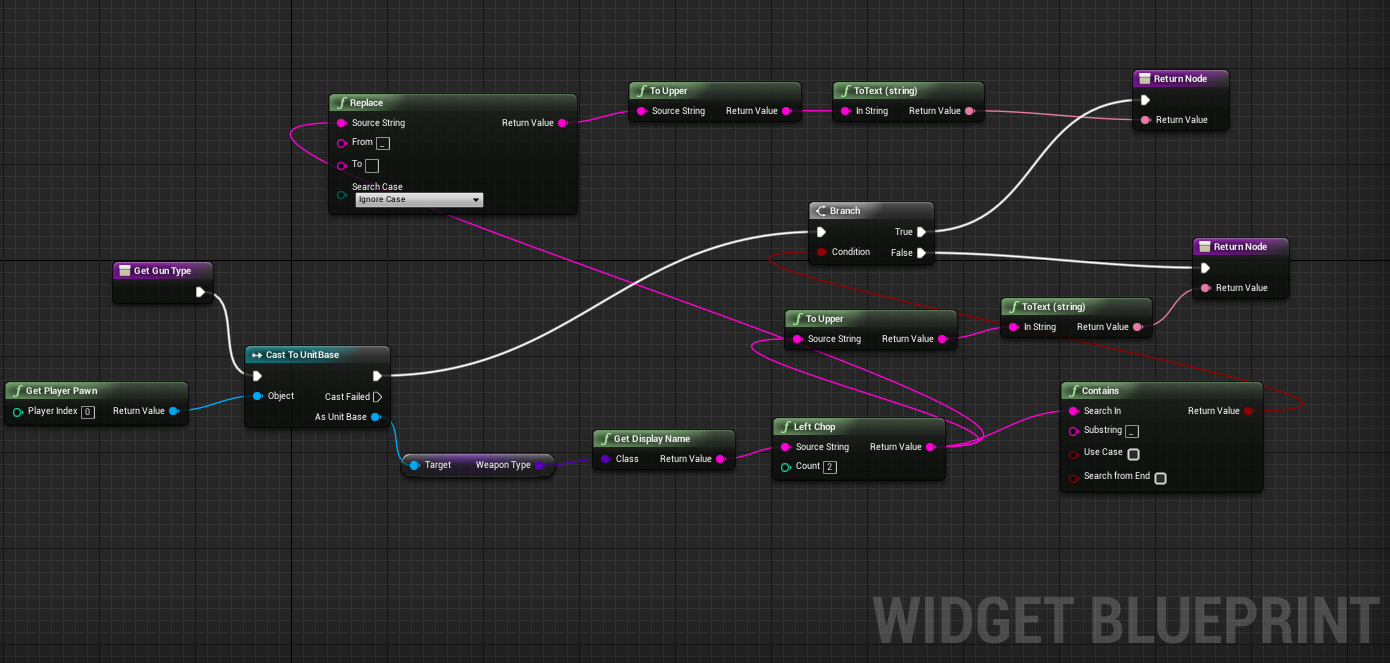 Replace
Source String
Return Value
From _
To
Search Case
Ignore Case
To Upper
Source String
Return Value
ToText (string)
In String
Return Value
Return Node
Return Value
Branch
True
Condition
False
Return Node
Return Value
Get Gun Type
Cast To UnitBase
Object
Cast Failed
As Unit Base
Get Player Pawn
Player Index 0
Return Value
Target
Weapon Type
Get Display Name
Class
Return Value
To Upper
Source String
Return Value
ToText (string)
In String
Return Value
Left Chop
Source String
Return Value
Count 2
Contains
Search In
Return Value
Substring _
Use Case
Search from End
WIDGET BLUEPRINT